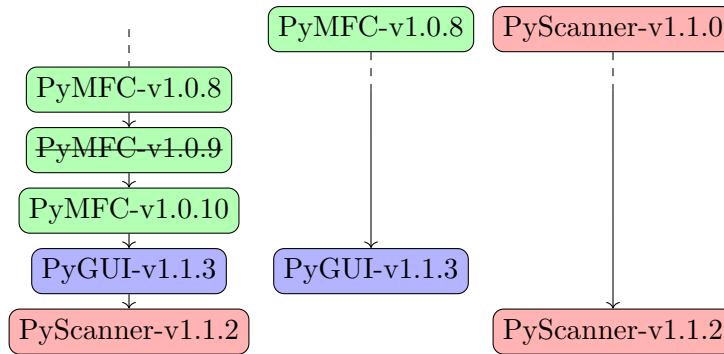 PyMFC-v1.0.8
PyScanner-v1.1.0
PyMFC-v1.0.8
PyMFC-v1.0.9
PyMFC-v1.0.10
PyGUI-v1.1.3
PyGUI-v1.1.3
PyScanner-v1.1.2
PyScanner-v1.1.2